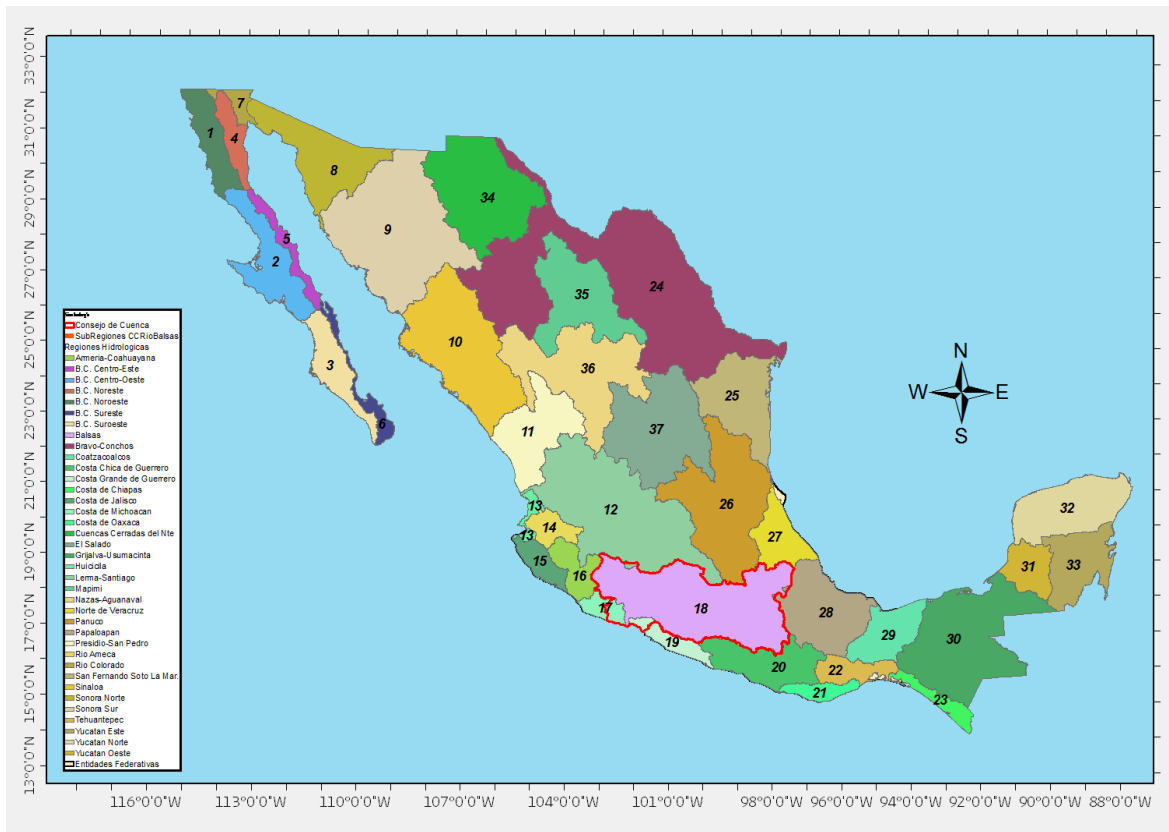 33°0'0"N
31°0'0"N
29°0'0"N
27°0'0"N
25°0'0"N
23°0'0"N
21°0'0"N
19°0'0"N
17°0'0"N
15°0'0"N
13°0'0"N
1
4
7
8
9
34
5
2
24
35
10
36
3
25
6
37
11
26
12
13
14
13
27
15
16
17
18
28
19
20
22
21
29
30
23
31
32
33
N
W
E
S
Consejo de Cuenca
SubRegiones CCRioBalsas
Regiones Hidrologicas
Armeria-Coahuayana
B.C. Centro-Este
B.C. Centro-Oeste
B.C. Noreste
B.C. Noroeste
B.C. Sureste
B.C. Suroeste
Balsas
Bravo-Conchos
Coatzacoalcos
Costa Chica de Guerrero
Costa Grande de Guerrero
Costa de Chiapas
Costa de Jalisco
Costa de Michoacan
Costa de Oaxaca
Cuencas Cerradas del Nte
El Salado
Grijalva-Usumacinta
Huicicila
Lerma-Santiago
Mapimi
Nazas-Aguanaval
Norte de Veracruz
Panuco
Papaloapan
Presidio-San Pedro
Rio Ameca
Rio Colorado
San Fernando Soto La Mar.
Sinaloa
Sonora Norte
Sonora Sur
Tehuantepec
Yucatan Este
Yucatan Norte
Yucatan Oeste
Entidades Federativas
116°0'0"W 113°0'0"W 110°0'0"W 107°0'0"W 104°0'0"W 101°0'0"W 98°0'0"W 96°0'0"W 94°0'0"W 92°0'0"W 90°0'0"W 88°0'0"W